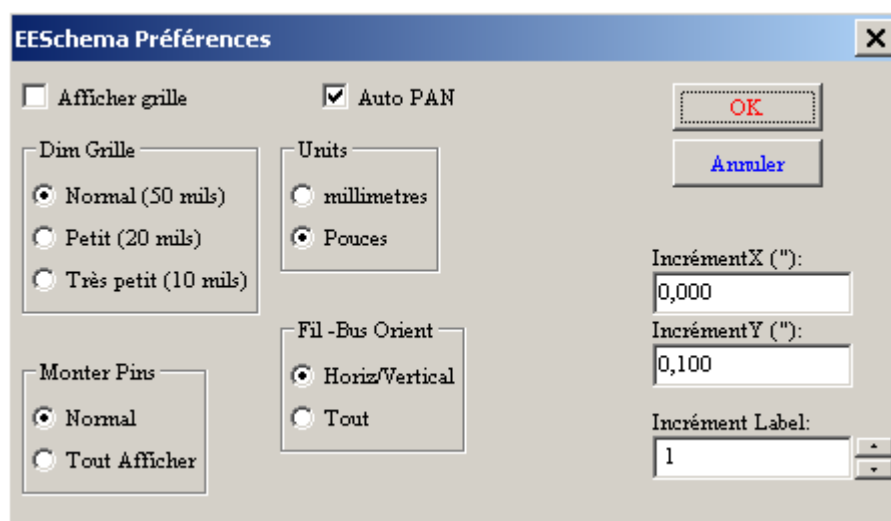 EESchema Préférences
Afficher grille
Auto PAN
OK
Annuler
Dim Grille
Normal (50 mils)
Petit (20 mils)
Très petit (10 mils)
Units
millimetres
Pouces
IncrémentX ("):
0,000
IncrémentY ("):
0,100
Fil -Bus Orient
Horiz/Vertical
Tout
Monter Pins
Normal
Tout Afficher
Incrément Label:
1